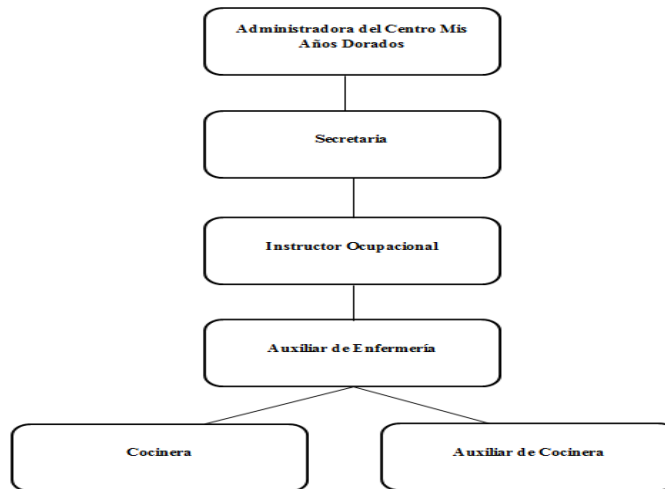 Administradora del Centro Mis
Años Dorados
Secretaria
Instructor Ocupacional
Auxiliar de Enfermería
Cocinera
Auxiliar de Cocinera